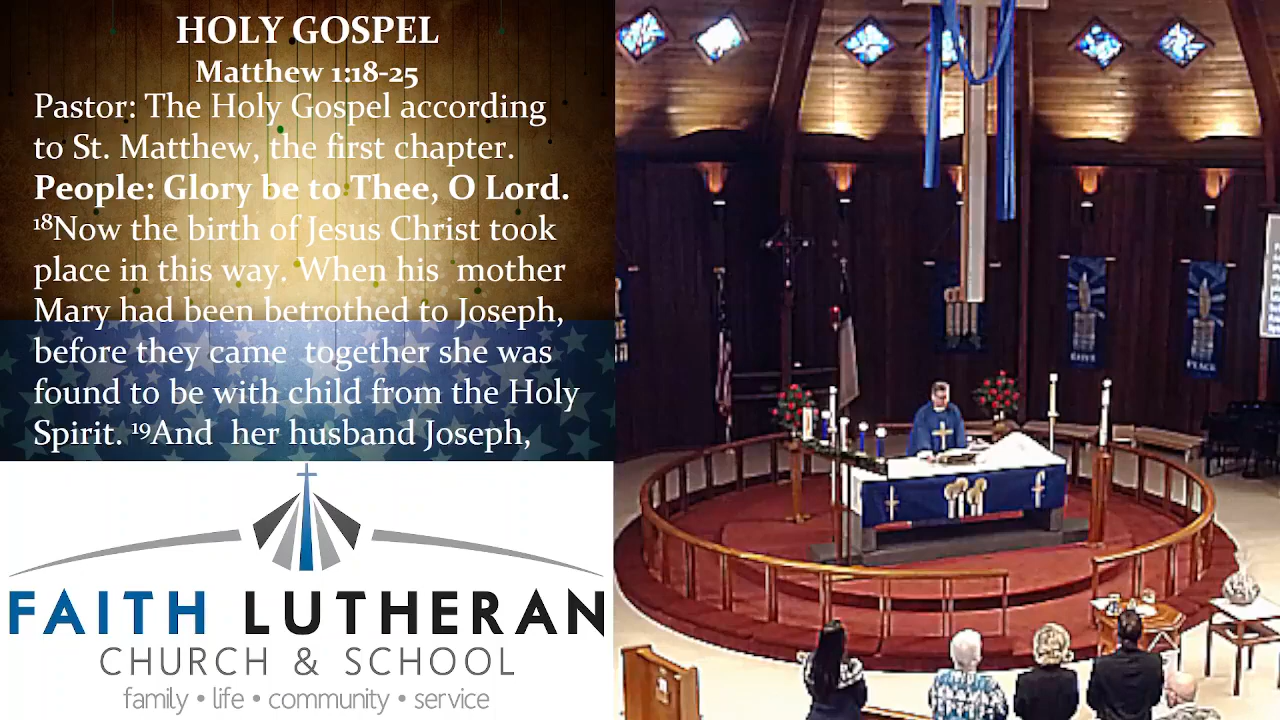 HOLY GOSPEL
Matthew 1:18-25
Pastor: The Holy Gospel according
to St. Matthew, the first chapter.
People: Glory be to Thee, O Lord.
¹⁸Now the birth of Jesus Christ took
place in this way. When his mother
Mary had been betrothed to Joseph,
before they came together she was
found to be with child from the Holy
Spirit. ¹⁹And her husband Joseph,
FAITH LUTHERAN
CHURCH & SCHOOL
family • life • community • service
PEACE